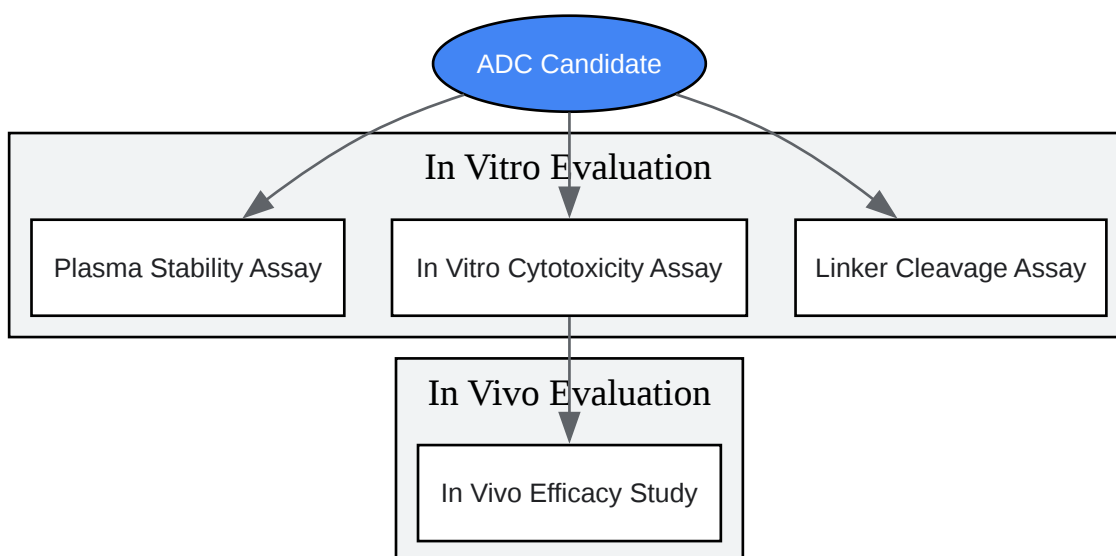 ADC Candidate
In Vitro Evaluation
Plasma Stability Assay
In Vitro Cytotoxicity Assay
Linker Cleavage Assay
In Vivo Evaluation
In Vivo Efficacy Study